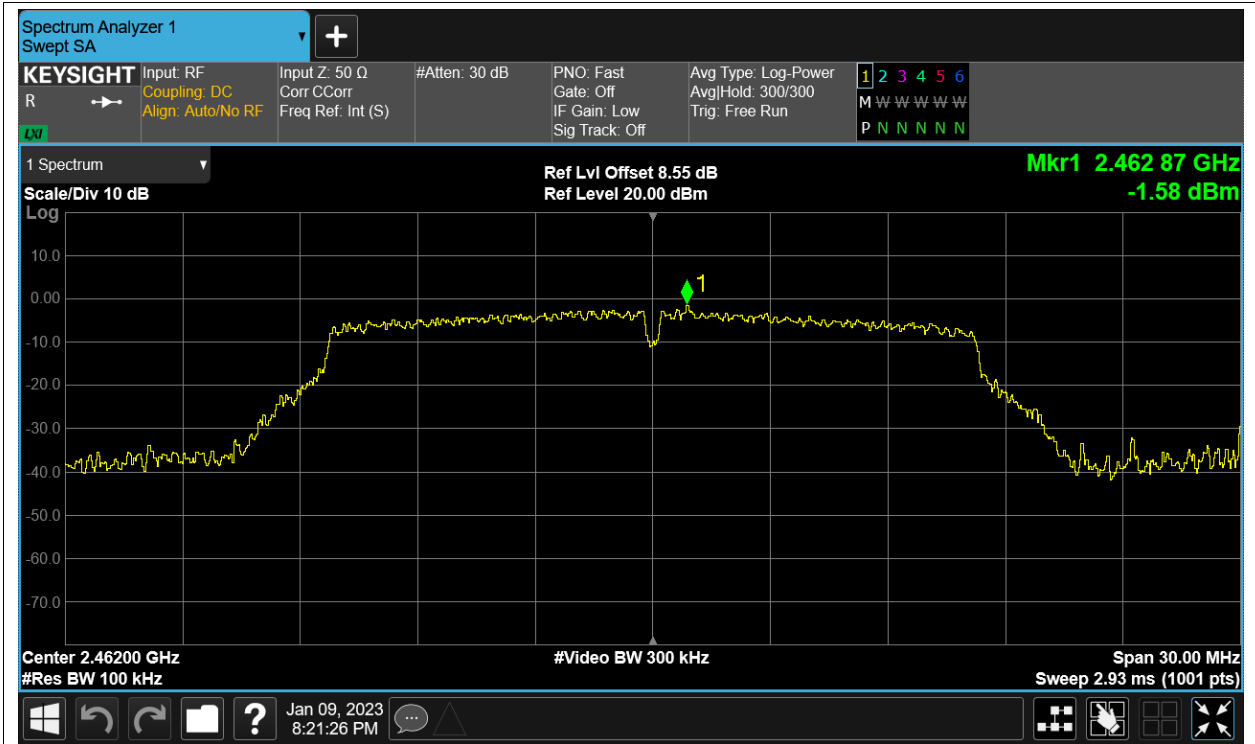 Spectrum Analyzer 1
Swept SA
KEYSIGHT
R
LXI
Input: RF
Coupling: DC
Align: Auto/No RF
Input Z: 50 Ω
Corr CCorr
Freq Ref: Int (S)
#Atten: 30 dB
PNO: Fast
Gate: Off
IF Gain: Low
Sig Track: Off
Avg Type: Log-Power
Avg|Hold: 300/300
Trig: Free Run
1 2 3 4 5 6
M W W W W W
P N N N N N
1 Spectrum
Scale/Div 10 dB
Log
Ref Lvl Offset 8.55 dB
Ref Level 20.00 dBm
Mkr1 2.462 87 GHz
-1.58 dBm
1
10.0
0.00
-10.0
-20.0
-30.0
-40.0
-50.0
-60.0
-70.0
Center 2.46200 GHz
#Res BW 100 kHz
#Video BW 300 kHz
Span 30.00 MHz
Sweep 2.93 ms (1001 pts)
?
Jan 09, 2023
8:21:26 PM